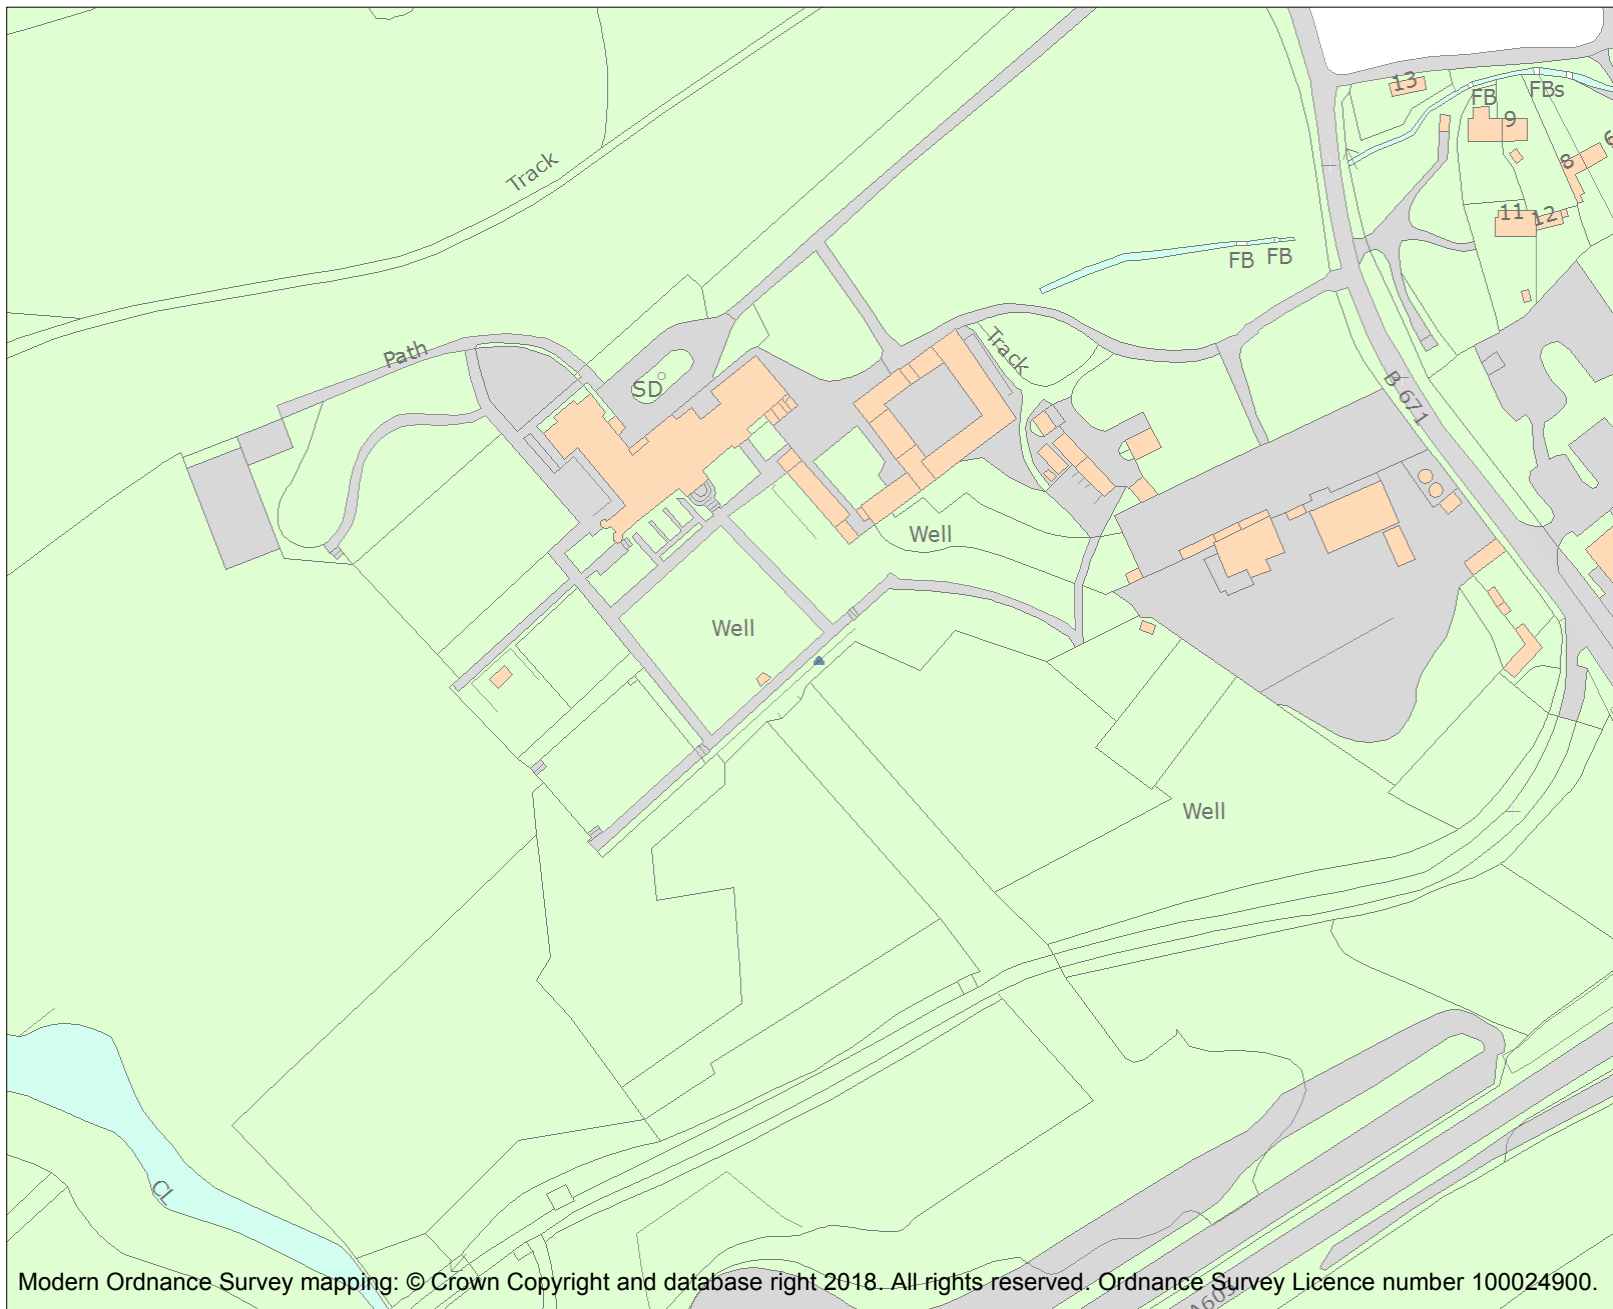 13
FB
FBs
9
6
8
11
12
Track
FB
FB
Path
Track
SD
B 671
Well
Well
Well
CL
Modern Ordnance Survey mapping: © Crown Copyright and database right 2018. All rights reserved. Ordnance Survey Licence number 100024900.